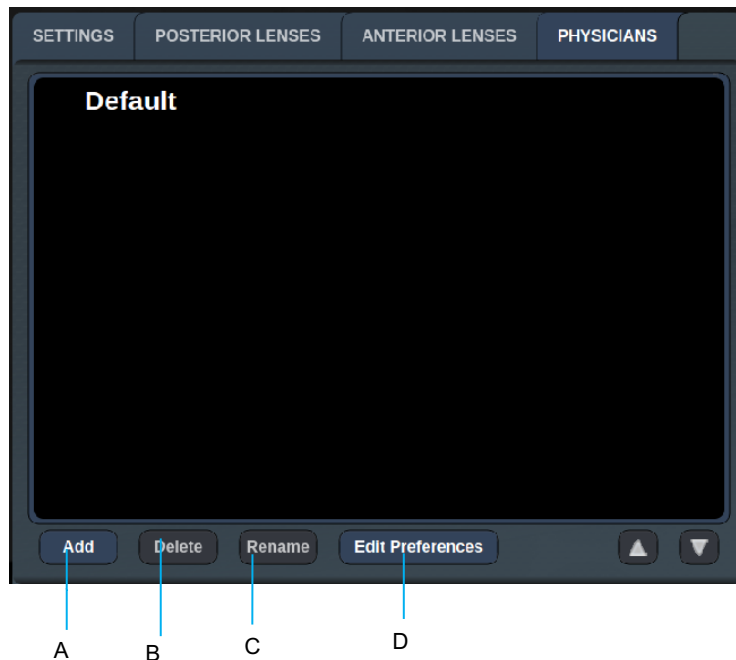 SETTINGS POSTERIOR LENSES ANTERIOR LENSES PHYSICIANS
Default
Add Delete Rename Edit Preferences
A B C D